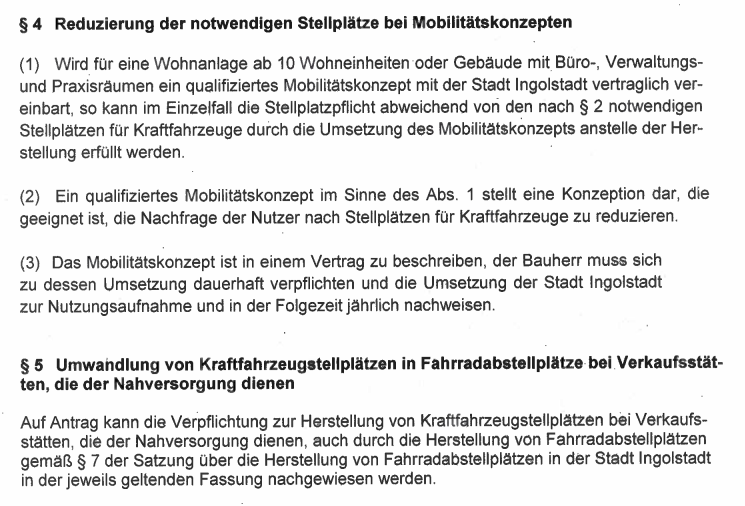 § 4 Reduzierung der notwendigen Stellplätze bei Mobilitätskonzepten
(1) Wird für eine Wohnanlage ab 10 Wohneinheiten oder Gebäude mit Büro-, Verwaltungs-
und Praxisräumen ein qualifiziertes Mobilitätskonzept mit der Stadt Ingolstadt vertraglich ver-
einbart, so kann im Einzelfall die Stellplatzpflicht abweichend von den nach § 2 notwendigen
Stellplätzen für Kraftfahrzeuge durch die Umsetzung des Mobilitätskonzepts anstelle der Her-
stellung erfüllt werden.
(2) Ein qualifiziertes Mobilitätskonzept im Sinne des Abs. 1 stellt eine Konzeption dar, die
geeignet ist, die Nachfrage der Nutzer nach Stellplätzen für Kraftfahrzeuge zu reduzieren.
(3) Das Mobilitätskonzept ist in einem Vertrag zu beschreiben, der Bauherr muss sich
zu dessen Umsetzung dauerhaft verpflichten und die Umsetzung der Stadt Ingolstadt
zur Nutzungsaufnahme und in der Folgezeit jährlich nachweisen.
§ 5 Umwandlung von Kraftfahrzeugstellplätzen in Fahrradabstellplätze bei Verkaufsstät-
ten, die der Nahversorgung dienen
Auf Antrag kann die Verpflichtung zur Herstellung von Kraftfahrzeugstellplätzen bei Verkaufs-
stätten, die der Nahversorgung dienen, auch durch die Herstellung von Fahrradabstellplätzen
gemäß § 7 der Satzung über die Herstellung von Fahrradabstellplätzen in der Stadt Ingolstadt
in der jeweils geltenden Fassung nachgewiesen werden.